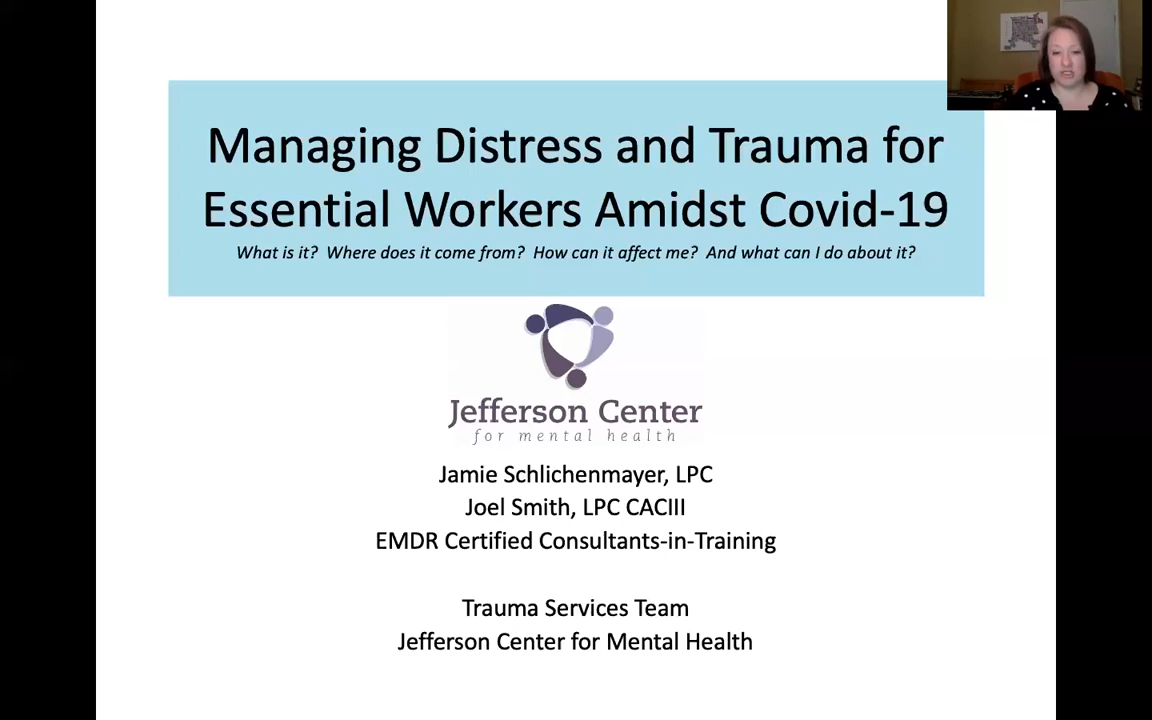 Managing Distress and Trauma for
Essential Workers Amidst Covid-19
What is it?  Where does it come from?  How can it affect me?  And what can I do about it?
Jefferson Center
for mental health
Jamie Schlichenmayer, LPC
Joel Smith, LPC CACIII
EMDR Certified Consultants-in-Training
Trauma Services Team
Jefferson Center for Mental Health